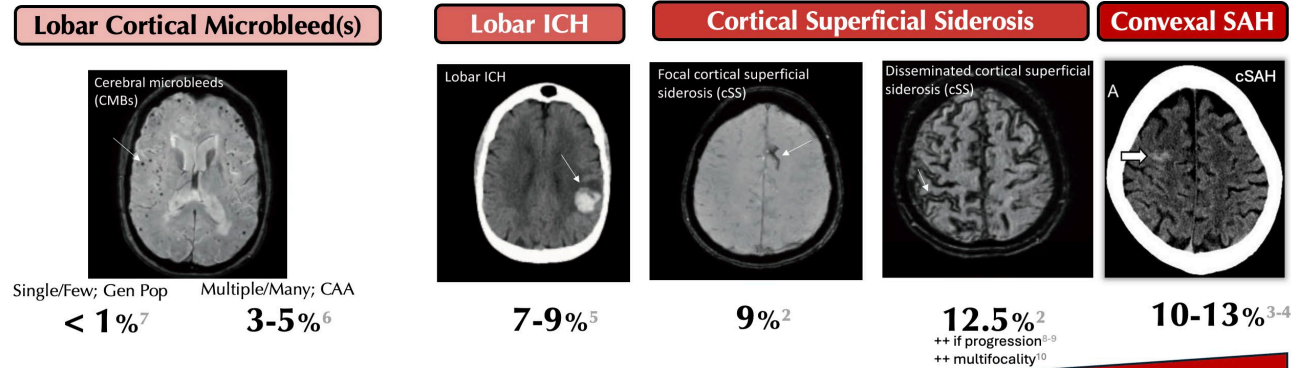 Lobar Cortical Microbleed(s)
Lobar ICH
Cortical Superficial Siderosis
Convexal SAH
Cerebral microbleeds
(CMBs)
Lobar ICH
Focal cortical superficial
siderosis (cSS)
Disseminated cortical superficial
siderosis (cSS)
A
cSAH
Single/Few; Gen Pop
Multiple/Many; CAA
< 1%7
3-5%6
7-9%5
9%2
12.5%2
++ if progression8-9
++ multifocality10
10-13%3-4